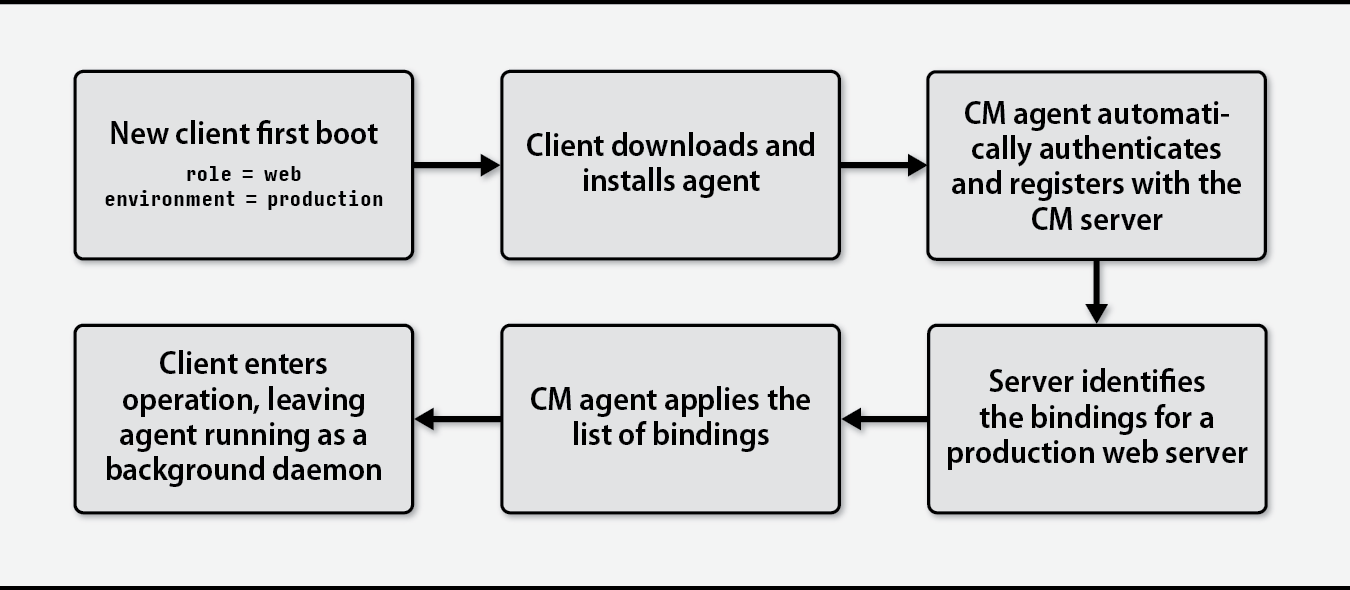 New client first boot
role = web
environment = production
Client downloads and
installs agent
CM agent automati-
cally authenticates
and registers with the
CM server
Server identifies
the bindings for a
production web server
CM agent applies the
list of bindings
Client enters
operation, leaving
agent running as a
background daemon